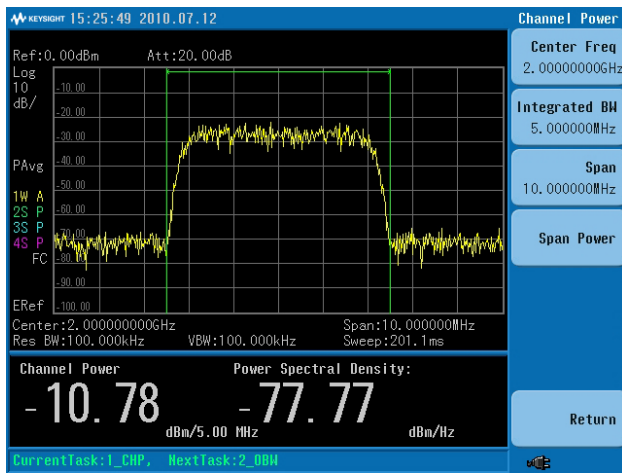 KEYSIGHT 15:25:49 2010.07.12
Channel Power
Ref:0.00dBm Att:20.00dB
Log
10
dB/
PAvg
1W A
2S P
3S P
4S P
FC
ERef
-10.00
-20.00
-30.00
-40.00
-50.00
-60.00
-80.00
-90.00
-100.00
Center:2.000000000GHz Span:10.000000MHz
Res BW:100.000kHz VBW:100.000kHz Sweep:201.1ms
Channel Power Power Spectral Density:
-10.78 -77.77
dBm/5.00 MHz dBm/Hz
CurrentTask:1_CHP, NextTask:2_OBW
Center Freq
2.00000000GHz
Integrated BW
5.000000MHz
Span
10.000000MHz
Span Power
Return